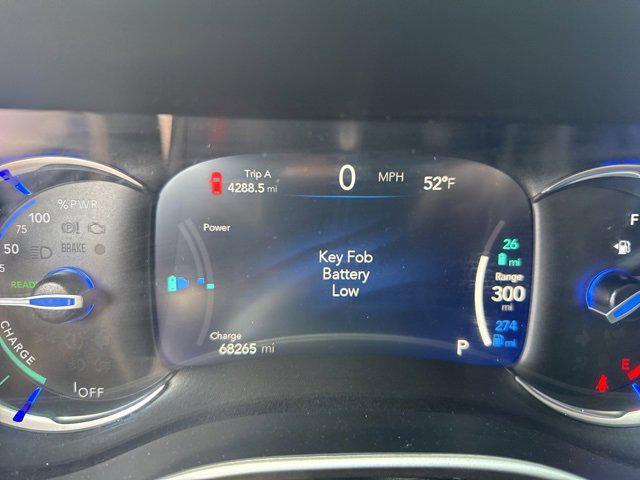 %PWR
100
75
50
BRAKE
READY
CHARGE
OFF
Trip A
4288.5 mi
0 MPH
52°F
Power
Key Fob
Battery
Low
Charge
68265 mi
26
mi
Range
300
mi
274
mi
P
F
E